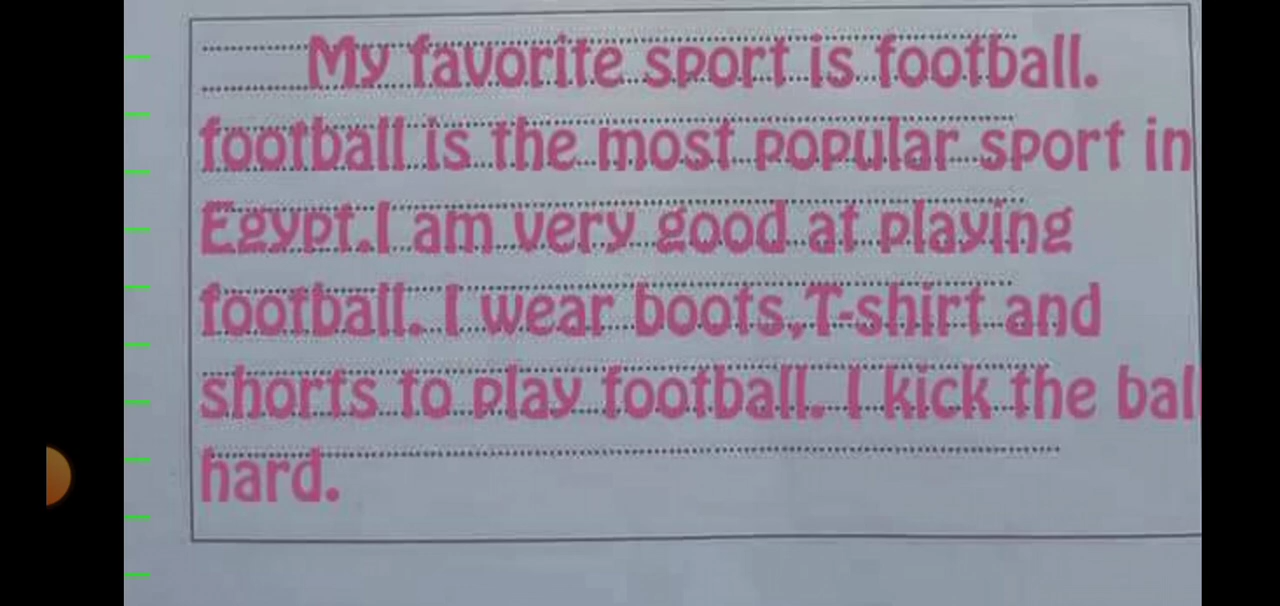 My favorite sport is football.
football is the most popular sport in
Egypt.I am very good at playing
football. I wear boots,T-shirt and
shorts to play football. I kick the bal
hard.